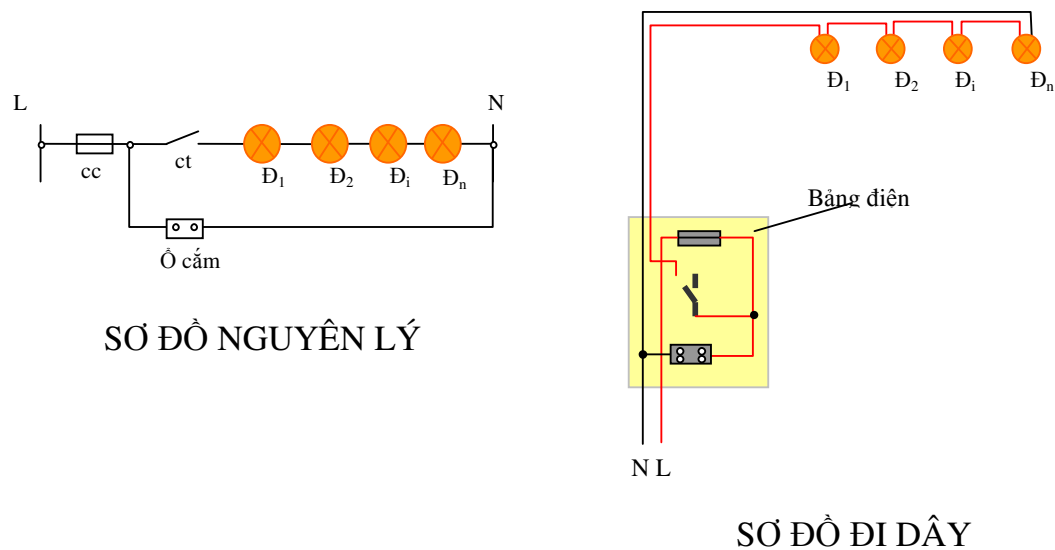 L
N
cc
ct
Đ1
Đ2
Đi
Đn
Ổ cắm
SƠ ĐỒ NGUYÊN LÝ
Đ1
Đ2
Đi
Đn
Bảng điện
N L
SƠ ĐỒ ĐI DÂY